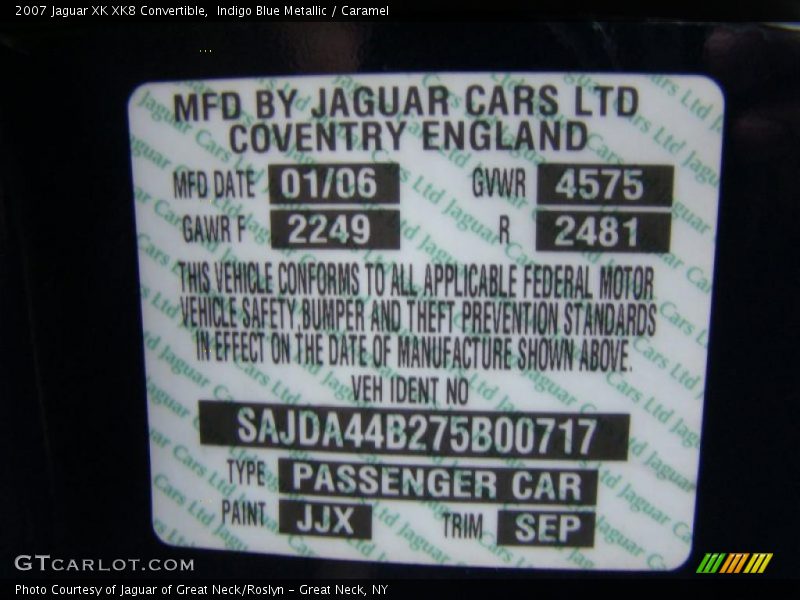 2007 Jaguar XK XK8 Convertible,  Indigo Blue Metallic / Caramel
MFD BY JAGUAR CARS LTD
COVENTRY ENGLAND
MFD DATE 01/06 GVWR 4575
GAWR F 2249 R 2481
THIS VEHICLE CONFORMS TO ALL APPLICABLE FEDERAL MOTOR
VEHICLE SAFETY, BUMPER AND THEFT PREVENTION STANDARDS
IN EFFECT ON THE DATE OF MANUFACTURE SHOWN ABOVE.
VEH IDENT NO
SAJDA44B275B00717
TYPE PASSENGER CAR
PAINT JJX TRIM SEP
GTCARLOT.COM
Photo Courtesy of Jaguar of Great Neck/Roslyn - Great Neck, NY